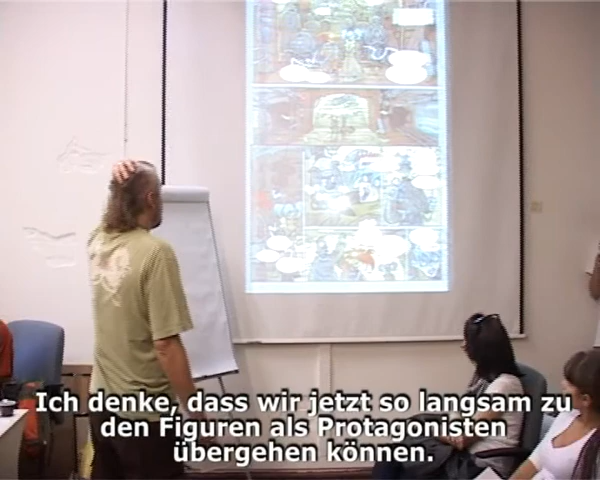 Ich denke, dass wir jetzt so langsam zu
den Figuren als Protagonisten
übergehen können.